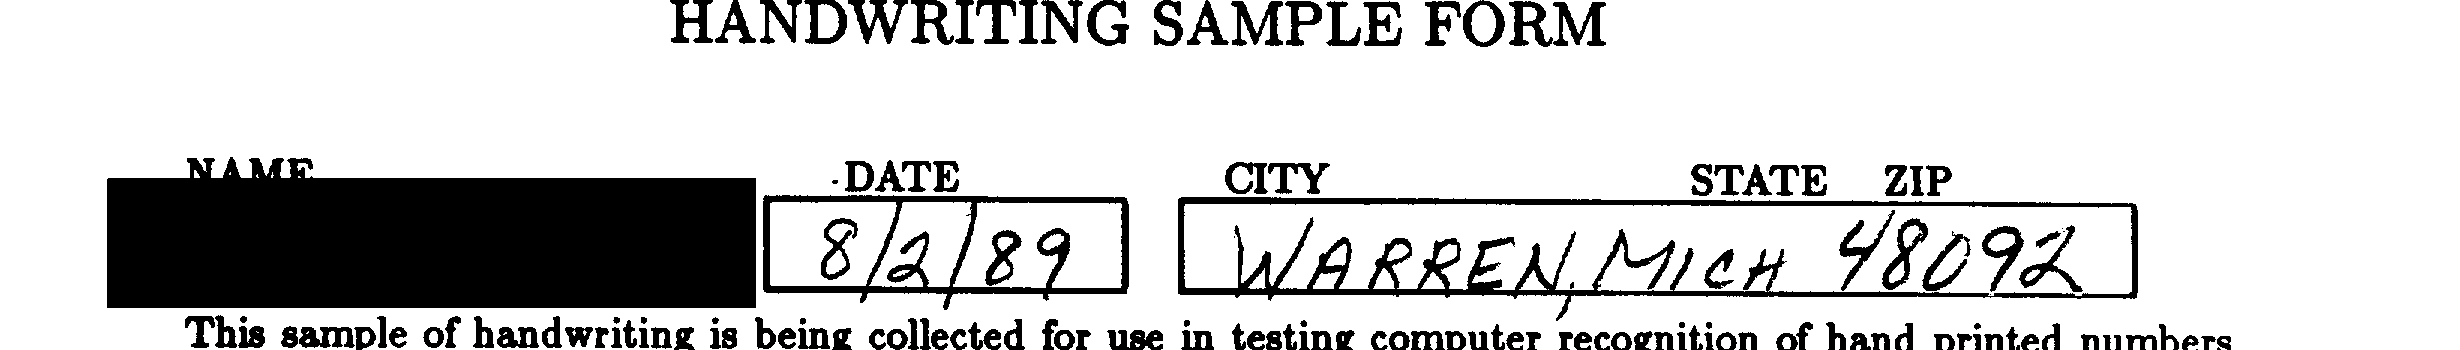 HANDWRITING SAMPLE FORM
NAME DATE CITY STATE ZIP
8/2/89 WARREN, MICH 48092
This sample of handwriting is being collected for use in testing computer recognition of hand printed numbers